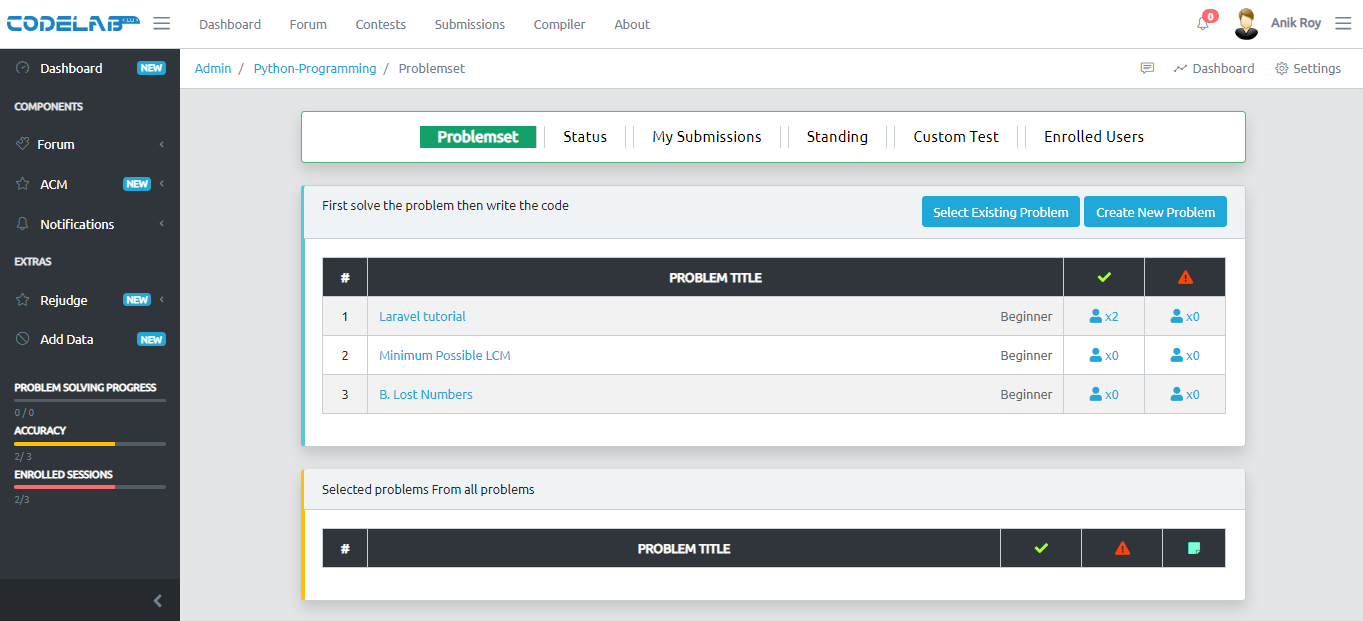 CODELAB LU
Dashboard Forum Contests Submissions Compiler About
0
Anik Roy
Dashboard NEW
COMPONENTS
Forum
ACM NEW
Notifications
EXTRAS
Rejudge NEW
Add Data NEW
PROBLEM SOLVING PROGRESS
0 / 0
ACCURACY
2/ 3
ENROLLED SESSIONS
2/3
Admin / Python-Programming / Problemset
Dashboard Settings
Problemset Status My Submissions Standing Custom Test Enrolled Users
First solve the problem then write the code
Select Existing Problem Create New Problem
# PROBLEM TITLE
1 Laravel tutorial Beginner x2 x0
2 Minimum Possible LCM Beginner x0 x0
3 B. Lost Numbers Beginner x0 x0
Selected problems From all problems
# PROBLEM TITLE